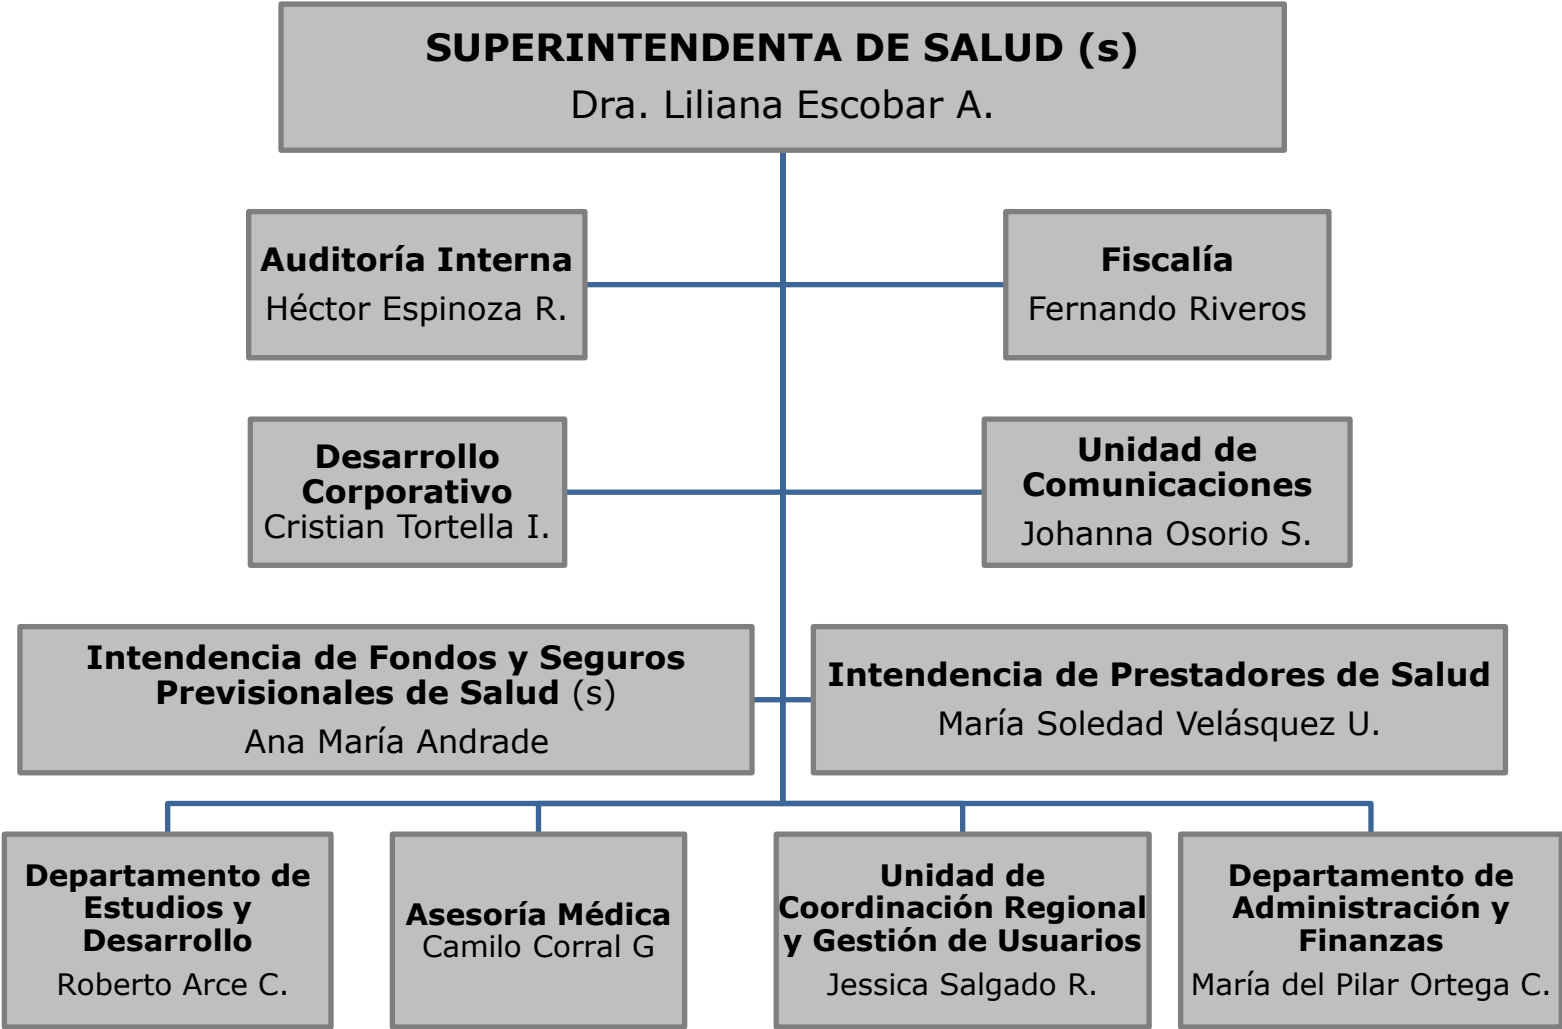 SUPERINTENDENTA DE SALUD (s)
Dra. Liliana Escobar A.
Auditoría Interna
Héctor Espinoza R.
Fiscalía
Fernando Riveros
Desarrollo
Corporativo
Cristian Tortella I.
Unidad de
Comunicaciones
Johanna Osorio S.
Intendencia de Fondos y Seguros
Previsionales de Salud (s)
Ana María Andrade
Intendencia de Prestadores de Salud
María Soledad Velásquez U.
Departamento de
Estudios y
Desarrollo
Roberto Arce C.
Asesoría Médica
Camilo Corral G
Unidad de
Coordinación Regional
y Gestión de Usuarios
Jessica Salgado R.
Departamento de
Administración y
Finanzas
María del Pilar Ortega C.